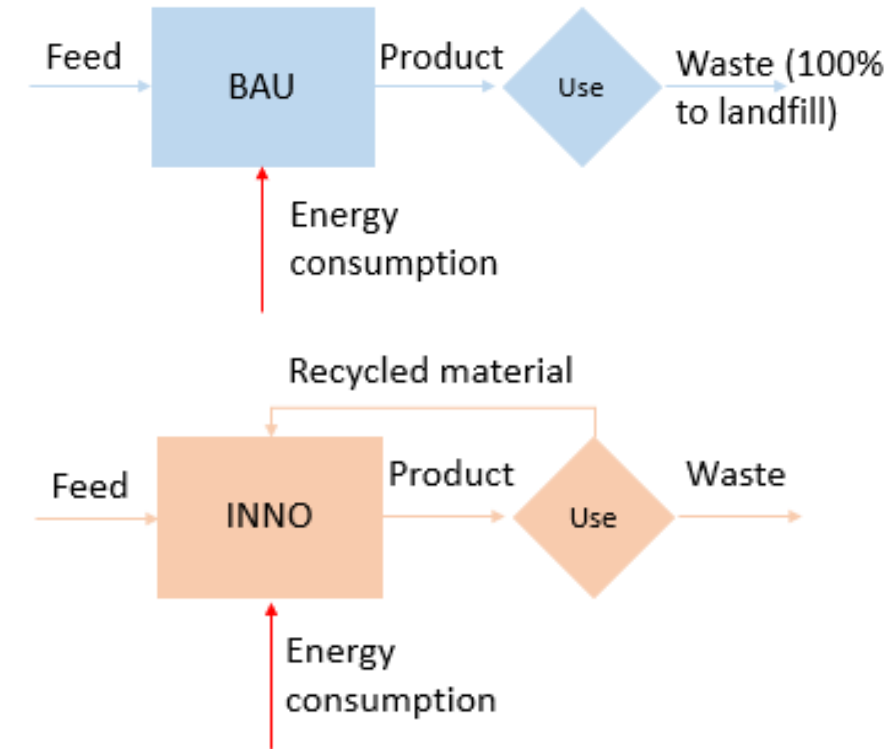 Feed
BAU
Product
Use
Waste (100%
to landfill)
Energy
consumption
Recycled material
Feed
INNO
Product
Use
Waste
Energy
consumption